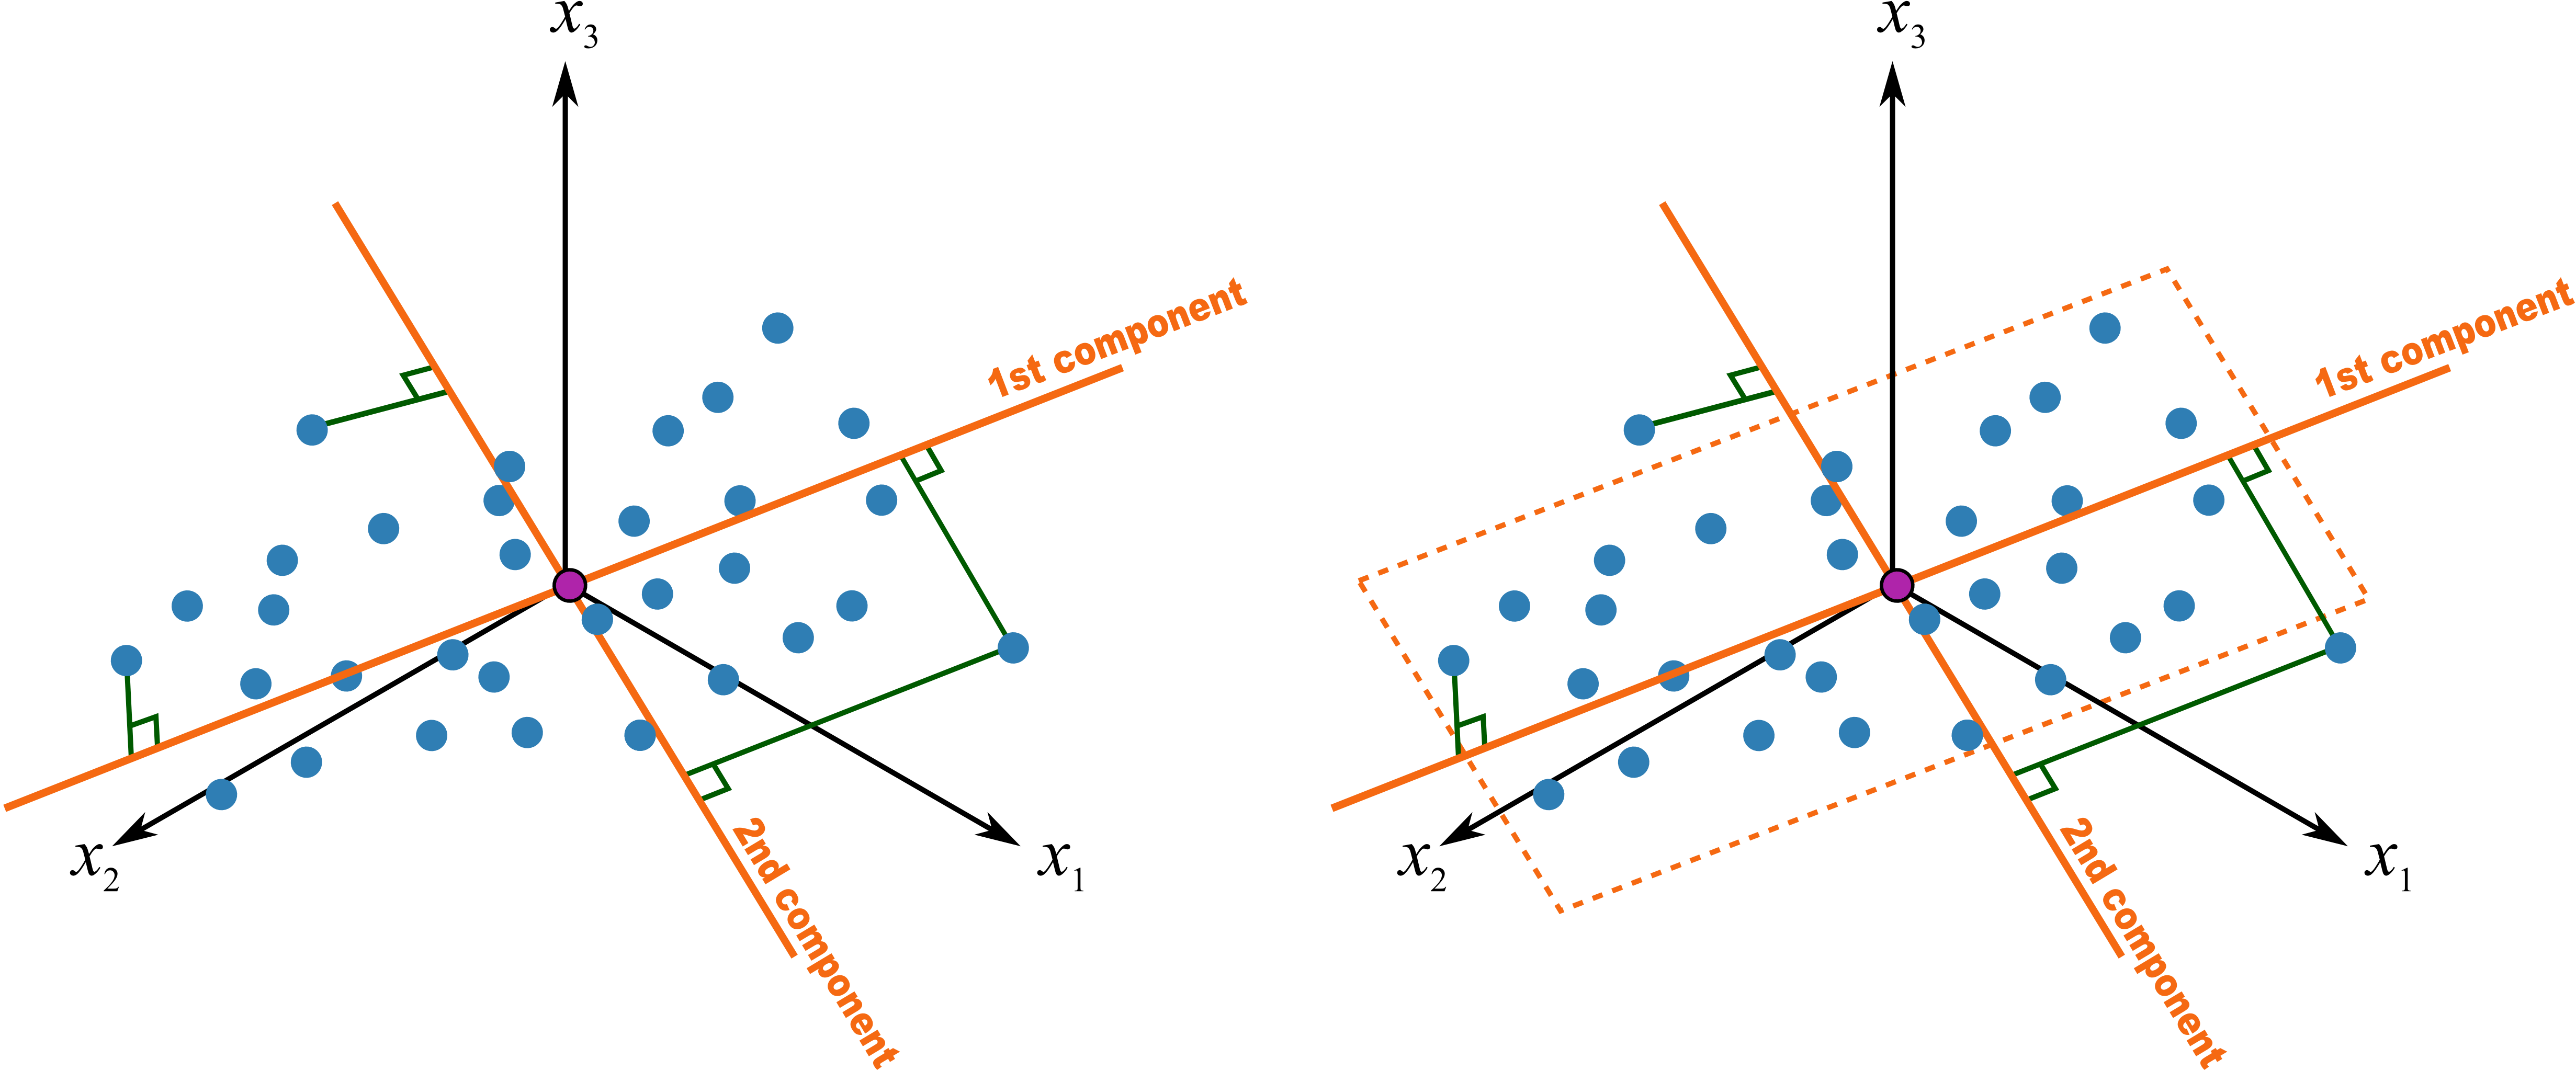 x3
1st component
x2
x1
2nd component
x3
1st component
x2
x1
2nd component